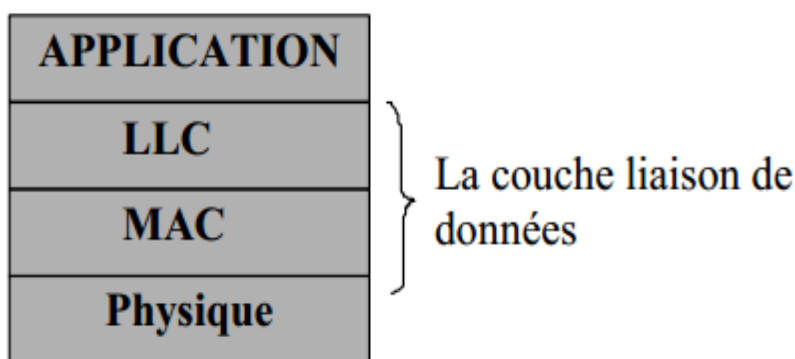 APPLICATION
LLC
MAC
Physique
La couche liaison de
données